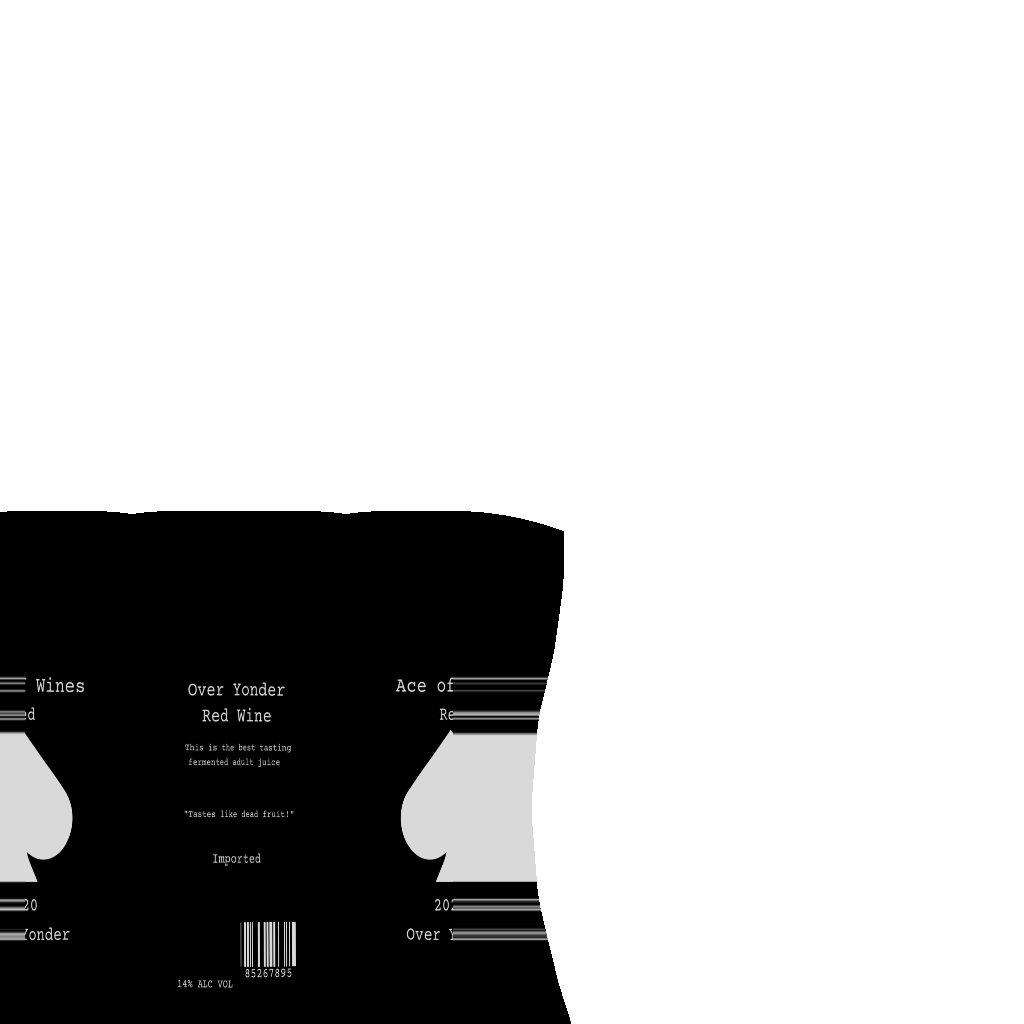 Wines
Over Yonder
Red Wine
This is the best tasting
fermented adult juice
"Tastes like dead fruit!"
Imported
85267895
14% ALC VOL
Ace of
Over